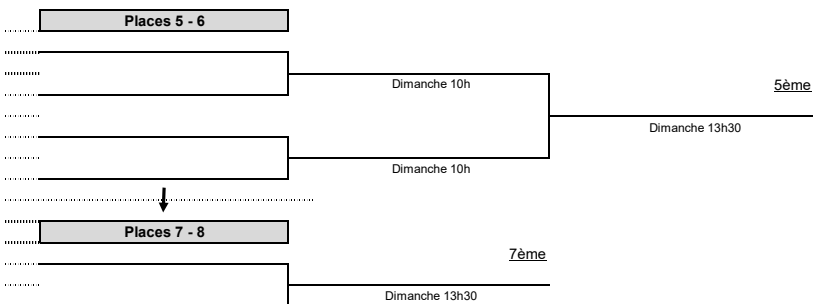 Places 5 - 6
Dimanche 10h
5ème
Dimanche 13h30
Dimanche 10h
Places 7 - 8
7ème
Dimanche 13h30